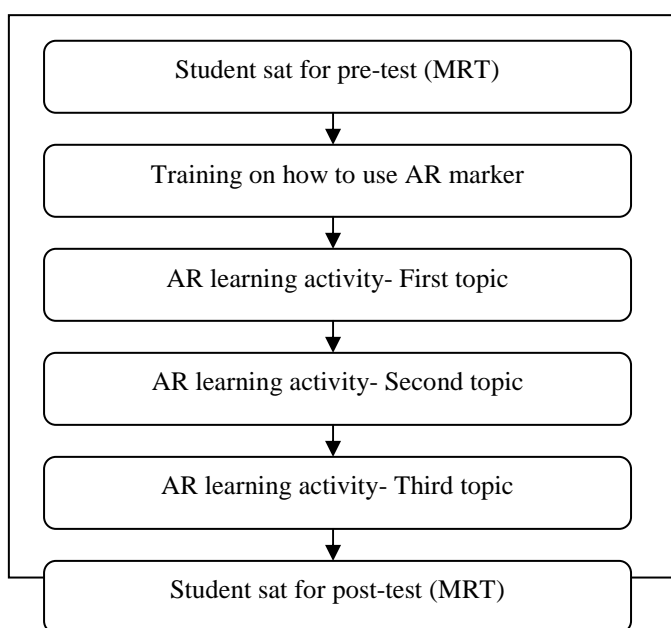 Student sat for pre-test (MRT)
Training on how to use AR marker
AR learning activity- First topic
AR learning activity- Second topic
AR learning activity- Third topic
Student sat for post-test (MRT)